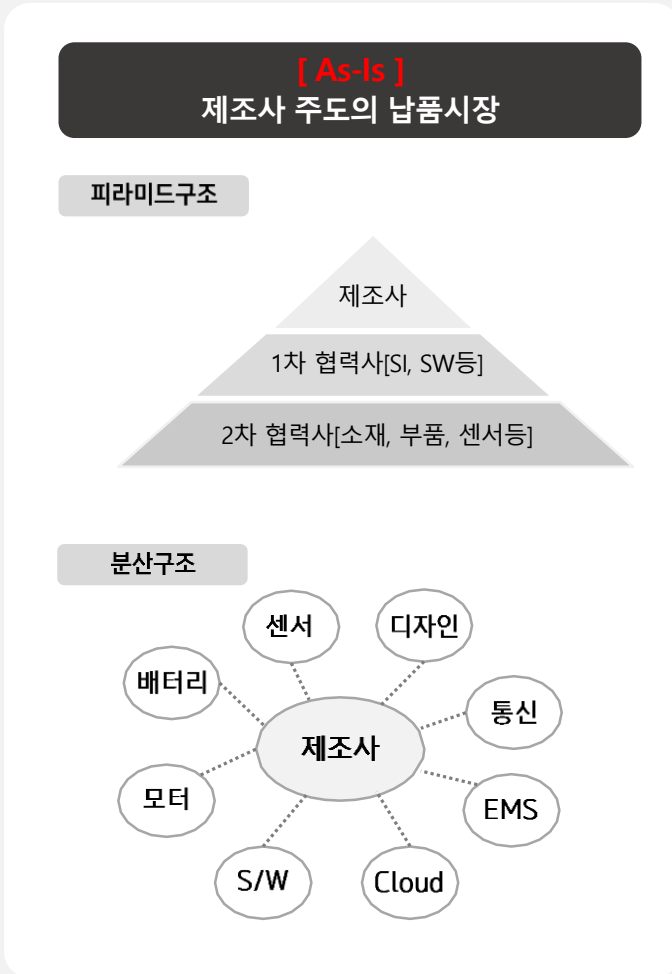 [ As-Is ]
제조사 주도의 납품시장
피라미드구조
제조사
1차 협력사[SI, SW등]
2차 협력사[소재, 부품, 센서등]
분산구조
센서
디자인
배터리
통신
제조사
모터
EMS
S/W
Cloud